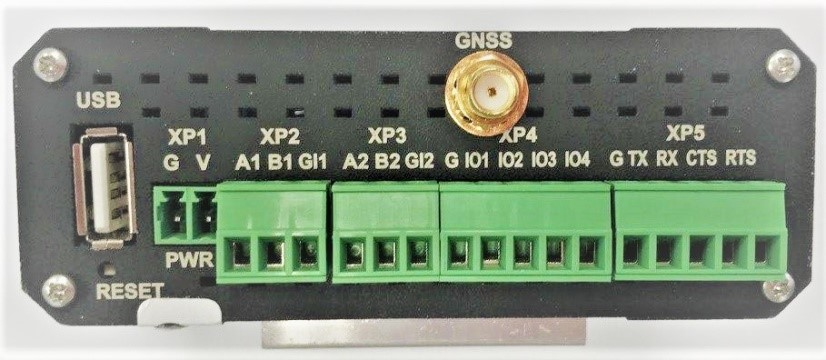 GNSS
USB
XP1 XP2 XP3 XP4 XP5
G V A1 B1 GI1 A2 B2 GI2 G IO1 IO2 IO3 IO4 G TX RX CTS RTS
PWR
RESET